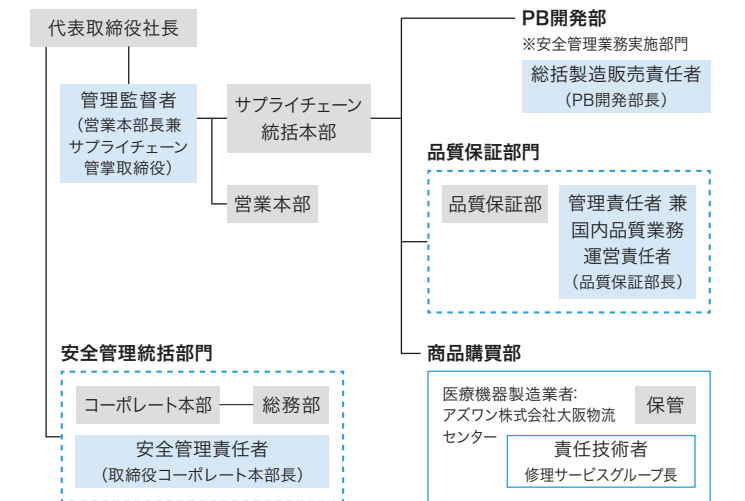 代表取締役社長
管理監督者
（営業本部長兼
サプライチェーン
管掌取締役）
サプライチェーン
統括本部
営業本部
PB開発部
※安全管理業務実施部門
総括製造販売責任者
（PB開発部長）
品質保証部門
品質保証部
管理責任者 兼
国内品質業務
運営責任者
（品質保証部長）
安全管理統括部門
コーポレート本部
総務部
安全管理責任者
（取締役コーポレート本部長）
商品購買部
医療機器製造業者:
アズワン株式会社大阪物流
センター
保管
責任技術者
修理サービスグループ長